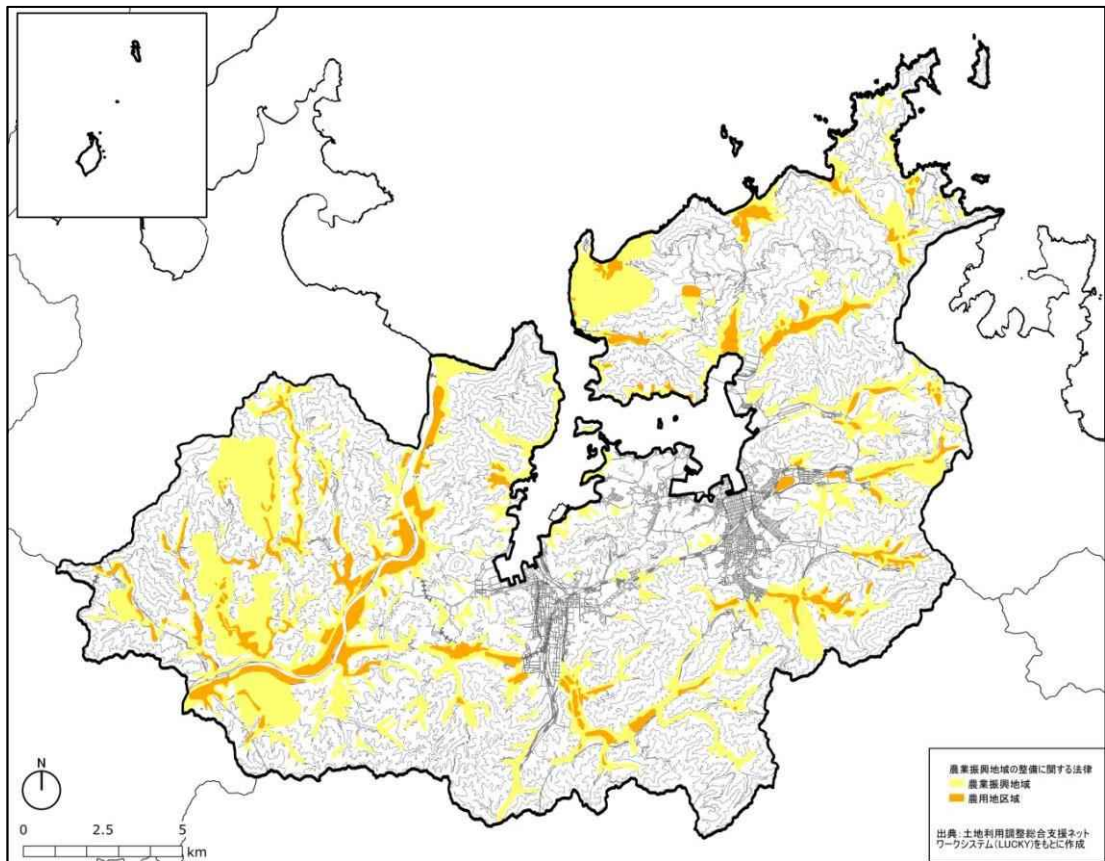 N
0 2.5 5
km
農業振興地域の整備に関する法律
農業振興地域
農用地区域
出典：土地利用調整総合支援ネット
ワークシステム(LUCKY)をもとに作成